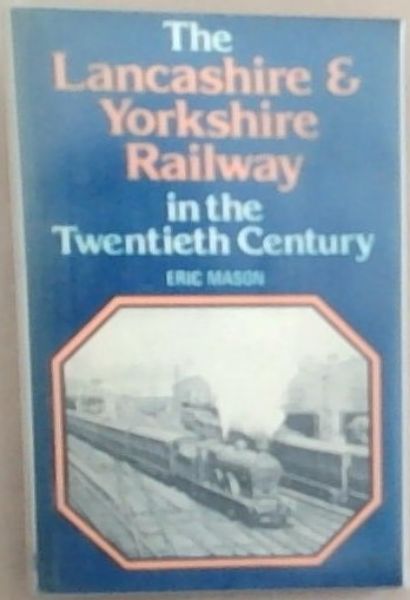 The
Lancashire &
Yorkshire
Railway
in the
Twentieth Century
ERIC MASON